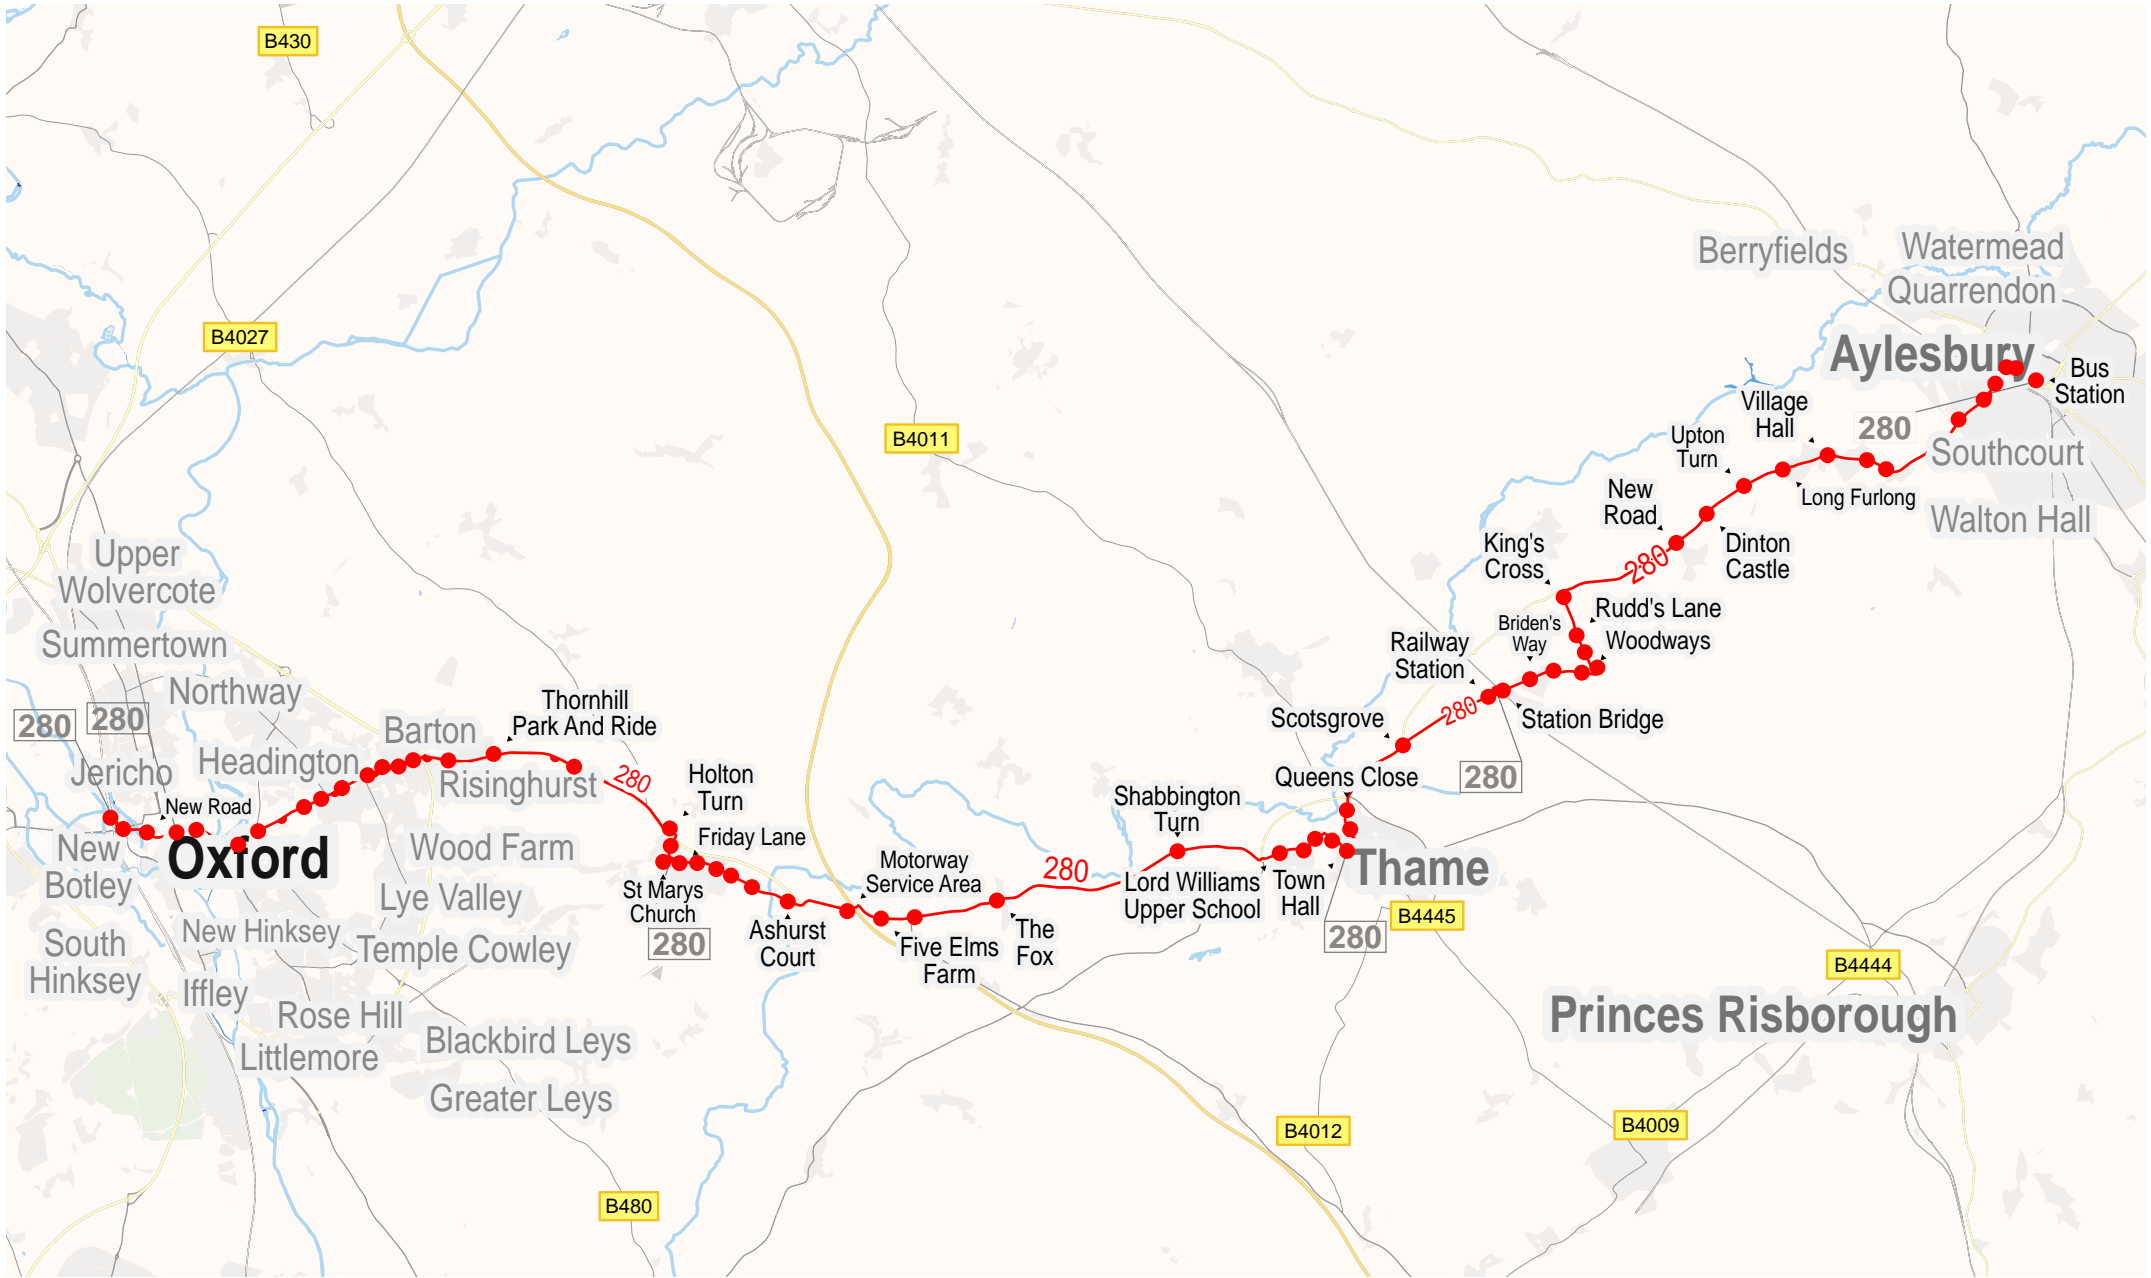 B430
Berryfields
Watermead
Quarrendon
B4027
Aylesbury
Bus
Station
Village
Hall
280
B4011
Upton
Turn
Southcourt
New
Road
Long Furlong
Walton Hall
King's
Cross
280
Dinton
Castle
Upper
Wolvercote
Rudd's Lane
Briden's
Way
Woodways
Railway
Station
Summertown
Northway
Thornhill
Park And Ride
280
280
Barton
280
Station Bridge
Scotsgrove
Jericho
Headington
Risinghurst
280
Holton
Turn
Queens Close
280
New Road
Shabbington
Turn
Friday Lane
New
Botley
Oxford
Wood Farm
Motorway
Service Area
280
Lord Williams
Upper School
Town
Hall
Thame
Lye Valley
St Marys
Church
B4445
New Hinksey
Ashurst
Court
Five Elms
Farm
The
Fox
280
280
South
Hinksey
Temple Cowley
B4444
Iffley
Rose Hill
Princes Risborough
Littlemore
Blackbird Leys
Greater Leys
B4012
B4009
B480